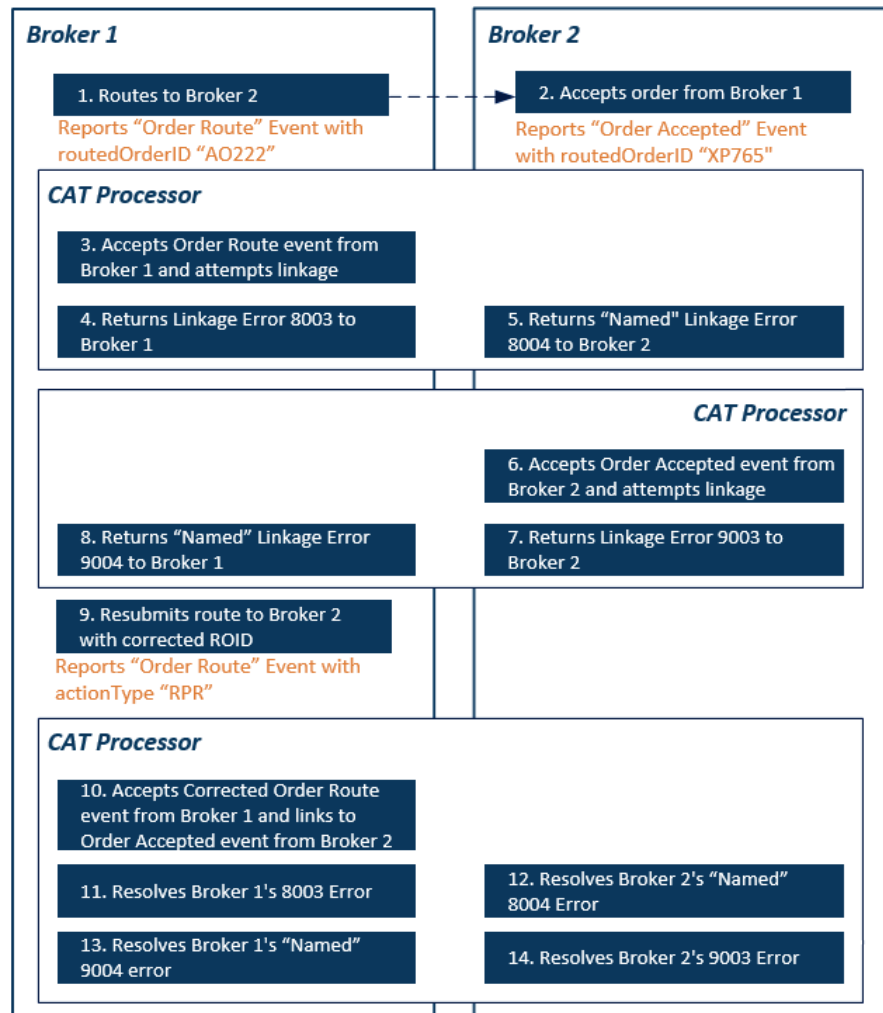 Broker 1
Broker 2
1. Routes to Broker 2
2. Accepts order from Broker 1
Reports “Order Route” Event with
routedOrderID “AO222”
Reports “Order Accepted” Event
with routedOrderID “XP765"
CAT Processor
3. Accepts Order Route event from
Broker 1 and attempts linkage
4. Returns Linkage Error 8003 to
Broker 1
5. Returns “Named" Linkage Error
8004 to Broker 2
CAT Processor
6. Accepts Order Accepted event from
Broker 2 and attempts linkage
8. Returns “Named” Linkage Error
9004 to Broker 1
7. Returns Linkage Error 9003 to
Broker 2
9. Resubmits route to Broker 2
with corrected ROID
Reports “Order Route” Event with
actionType “RPR”
CAT Processor
10. Accepts Corrected Order Route
event from Broker 1 and links to
Order Accepted event from Broker 2
11. Resolves Broker 1's 8003 Error
12. Resolves Broker 2's “Named”
8004 Error
13. Resolves Broker 1's “Named”
9004 error
14. Resolves Broker 2's 9003 Error